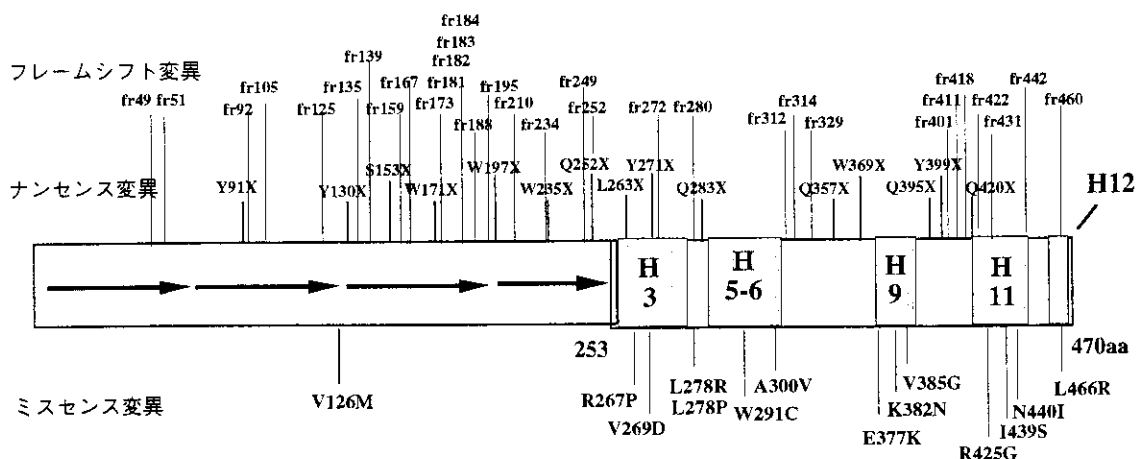 fr184
fr139 fr183
フレームシフト変異 fr182 fr249 fr418 fr442
fr105 fr135 fr167 fr181 fr195 fr272 fr280 fr314 fr411 fr422 fr460
fr49 fr51 fr92 fr125 fr159 fr173 fr210 fr252 fr312 fr329 fr401 fr431
fr188 fr234
ナンセンス変異 S153X W197X Q252X Y271X W369X Y399X
Y91X Y130X W171X W235X L263X Q283X Q357X Q395X Q420X H12
H H H H
3 5-6 9 11
253 470aa
ミスセンス変異 V126M R267P L278R A300V V385G L466R
V269D L278P W291C K382N N440I
E377K I439S
R425G